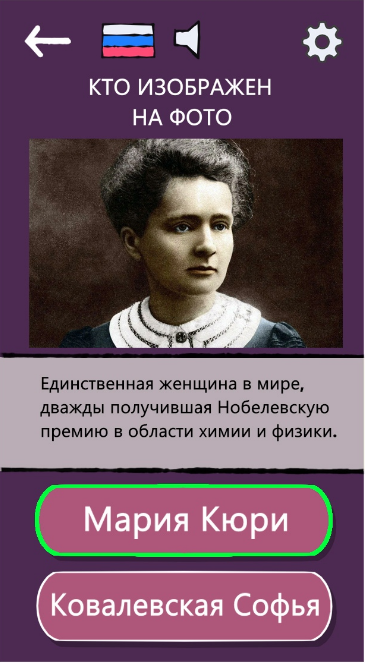 КТО ИЗОБРАЖЕН
НА ФОТО
Единственная женщина в мире,
дважды получившая Нобелевскую
премию в области химии и физики.
Мария Кюри
Ковалевская Софья